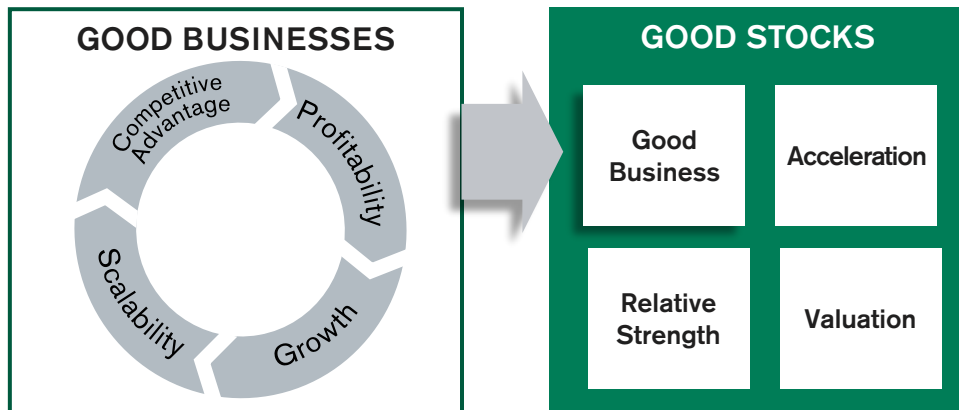 GOOD BUSINESSES
Competitive
Advantage
Profitability
Growth
Scalability
GOOD STOCKS
Good
Business
Acceleration
Relative
Strength
Valuation